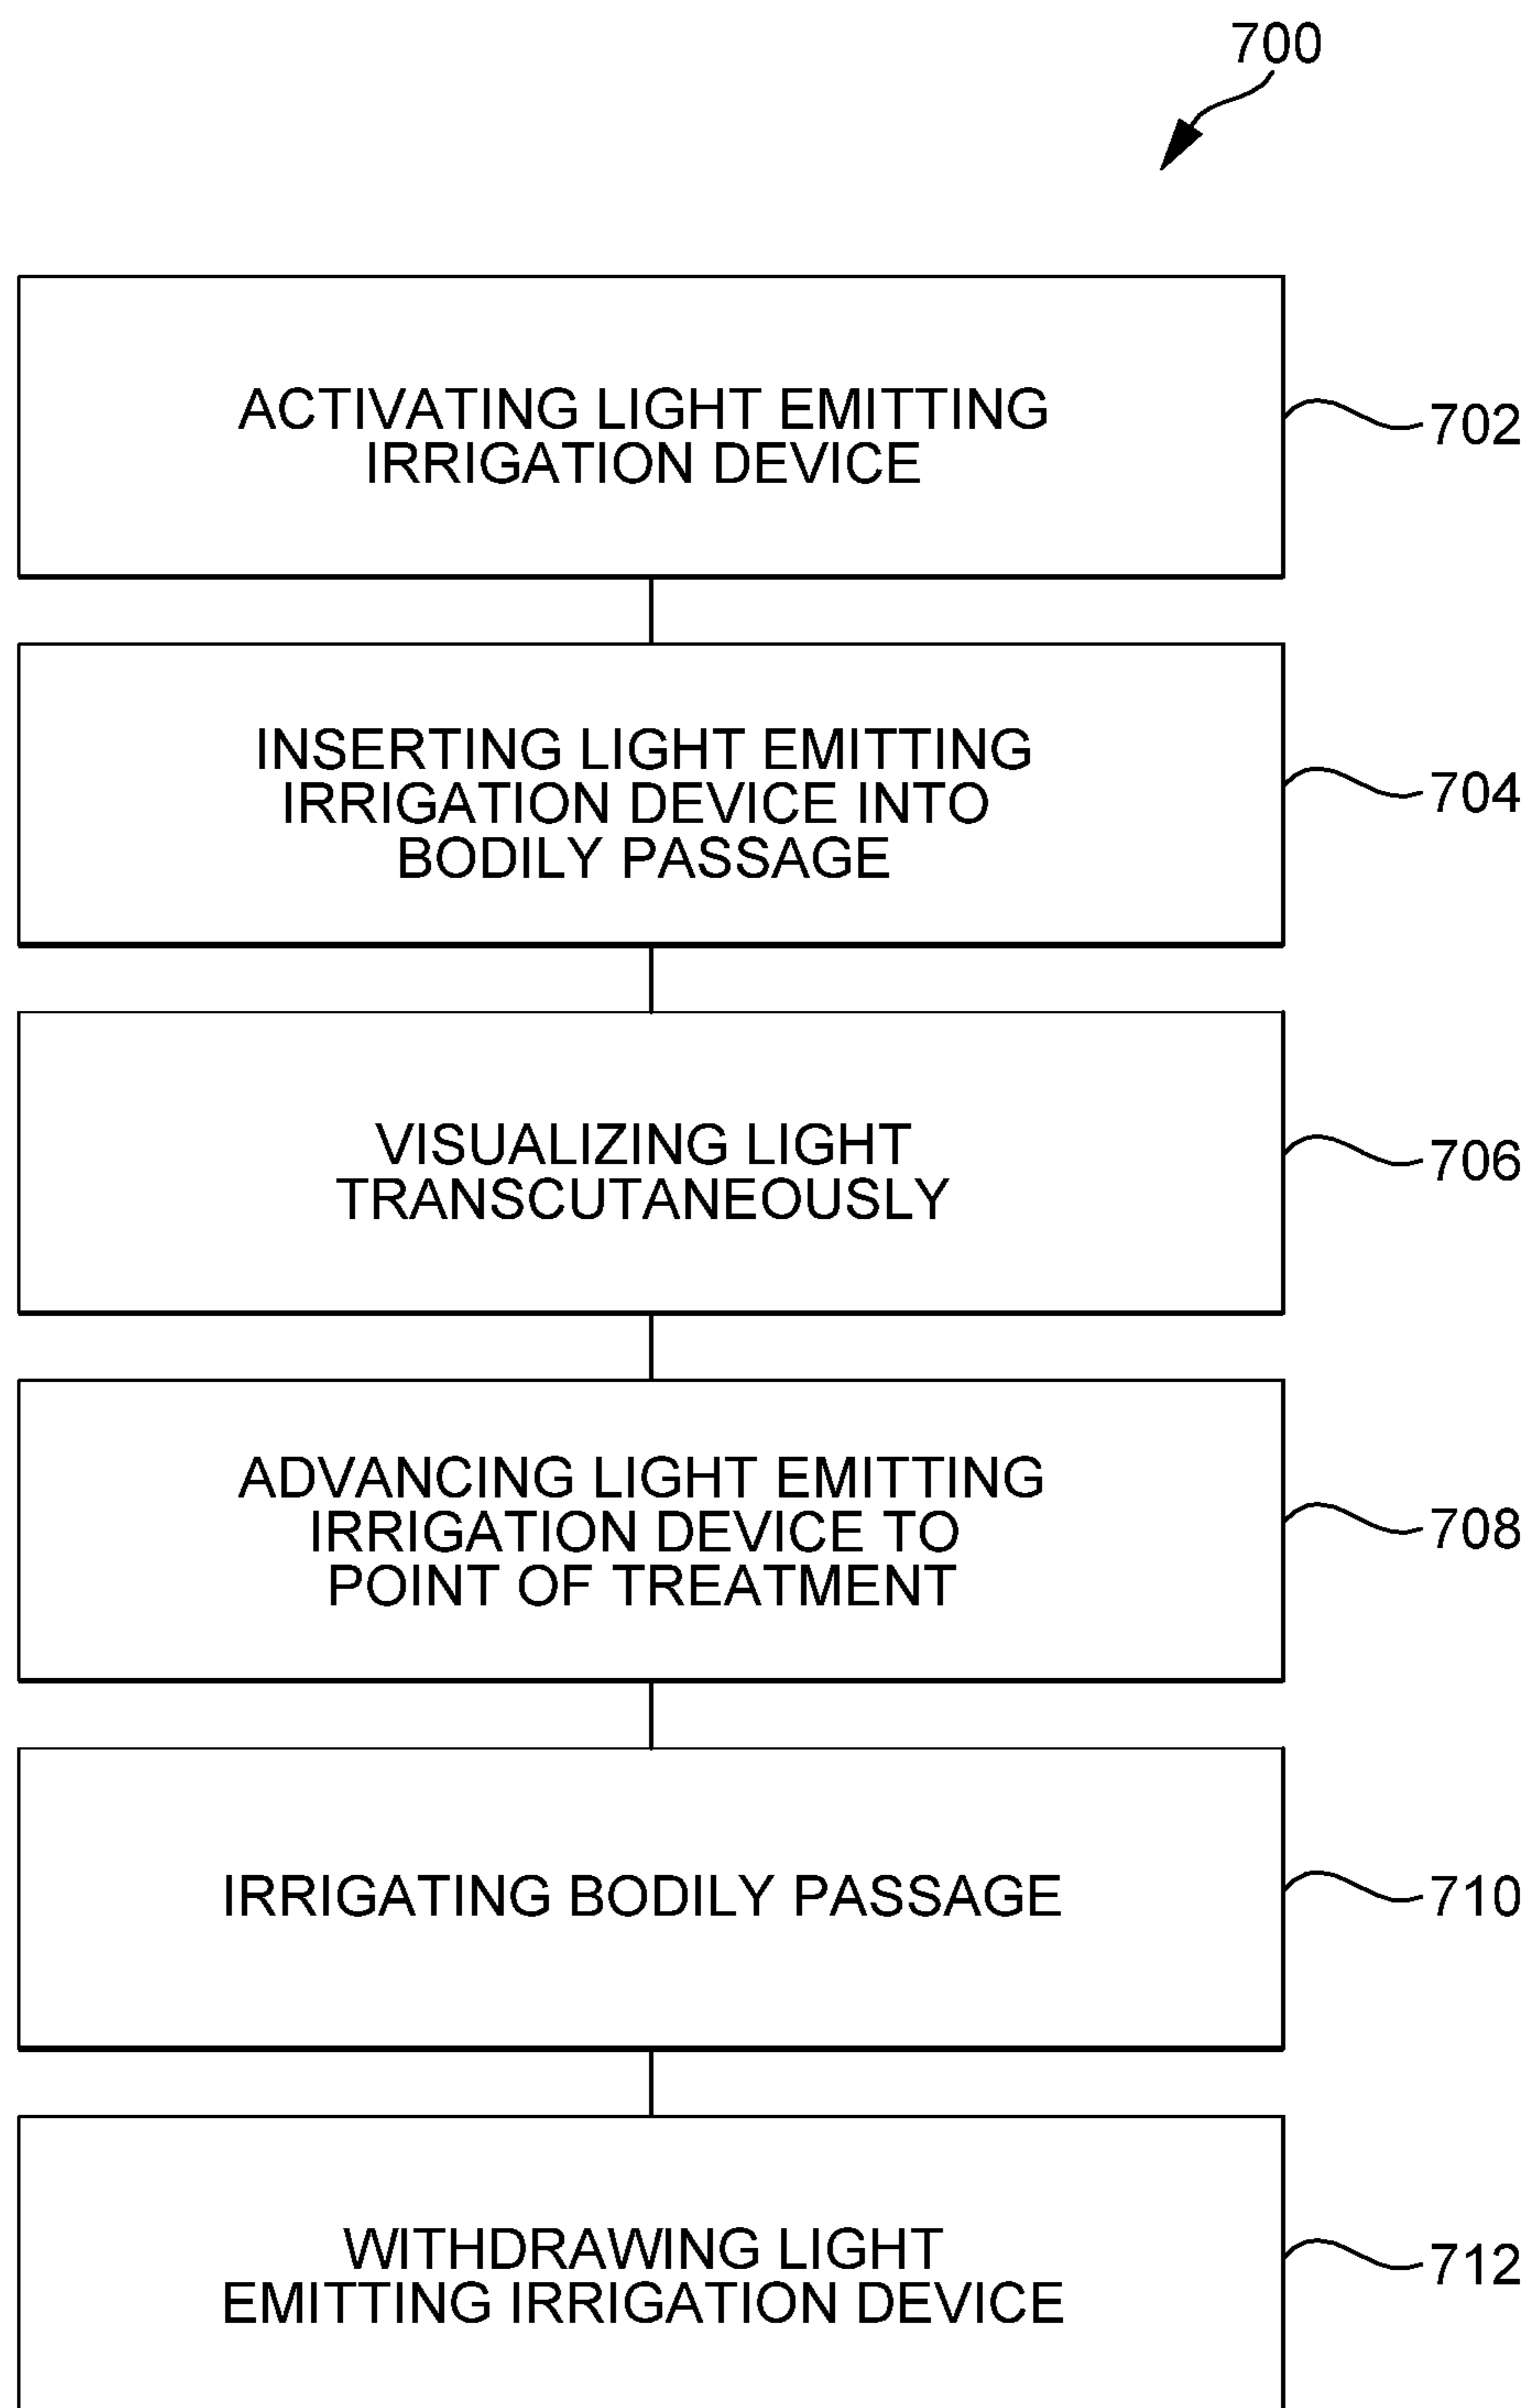 700
ACTIVATING LIGHT EMITTING
IRRIGATION DEVICE
702
INSERTING LIGHT EMITTING
IRRIGATION DEVICE INTO
BODILY PASSAGE
704
VISUALIZING LIGHT
TRANSCUTANEOUSLY
706
ADVANCING LIGHT EMITTING
IRRIGATION DEVICE TO
POINT OF TREATMENT
708
IRRIGATING BODILY PASSAGE
710
WITHDRAWING LIGHT
EMITTING IRRIGATION DEVICE
712